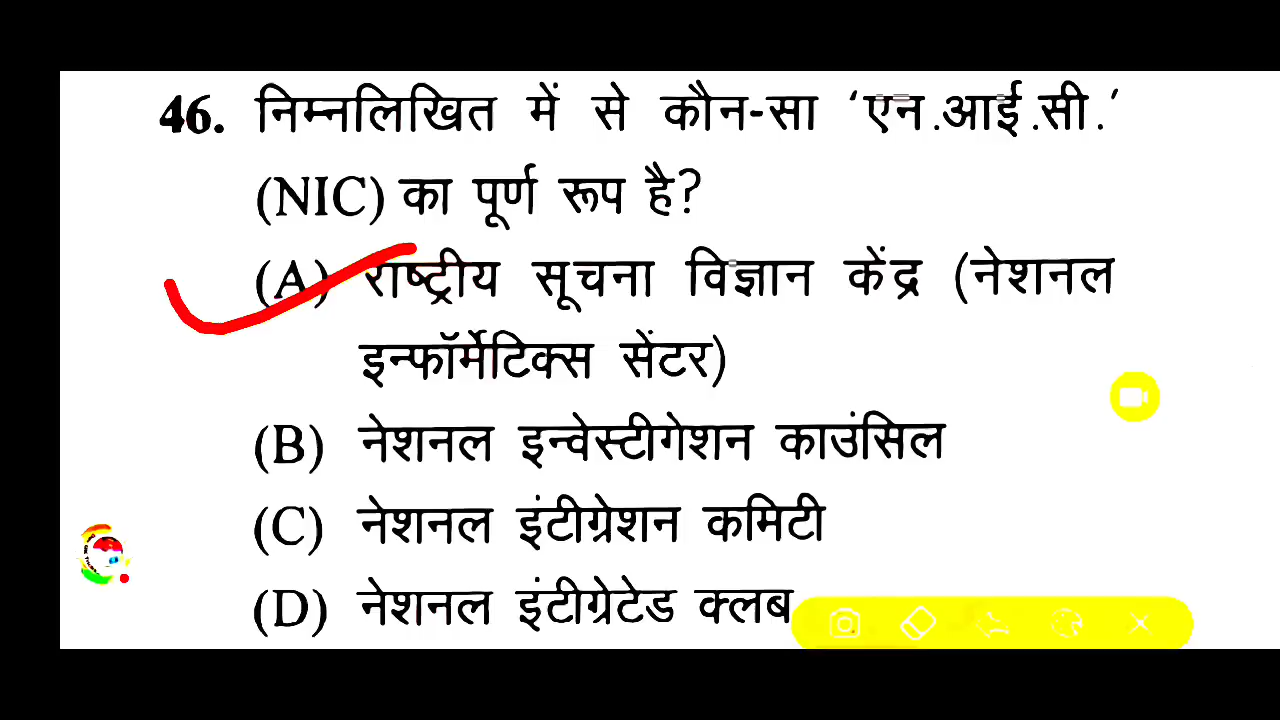 46. निम्नलिखित में से कौन-सा 'एन.आई.सी.'
(NIC) का पूर्ण रूप है?
(A) राष्ट्रीय सूचना विज्ञान केंद्र (नेशनल
इन्फॉर्मेटिक्स सेंटर)
(B) नेशनल इन्वेस्टीगेशन काउंसिल
(C) नेशनल इंटीग्रेशन कमिटी
(D) नेशनल इंटीग्रेटेड क्लब